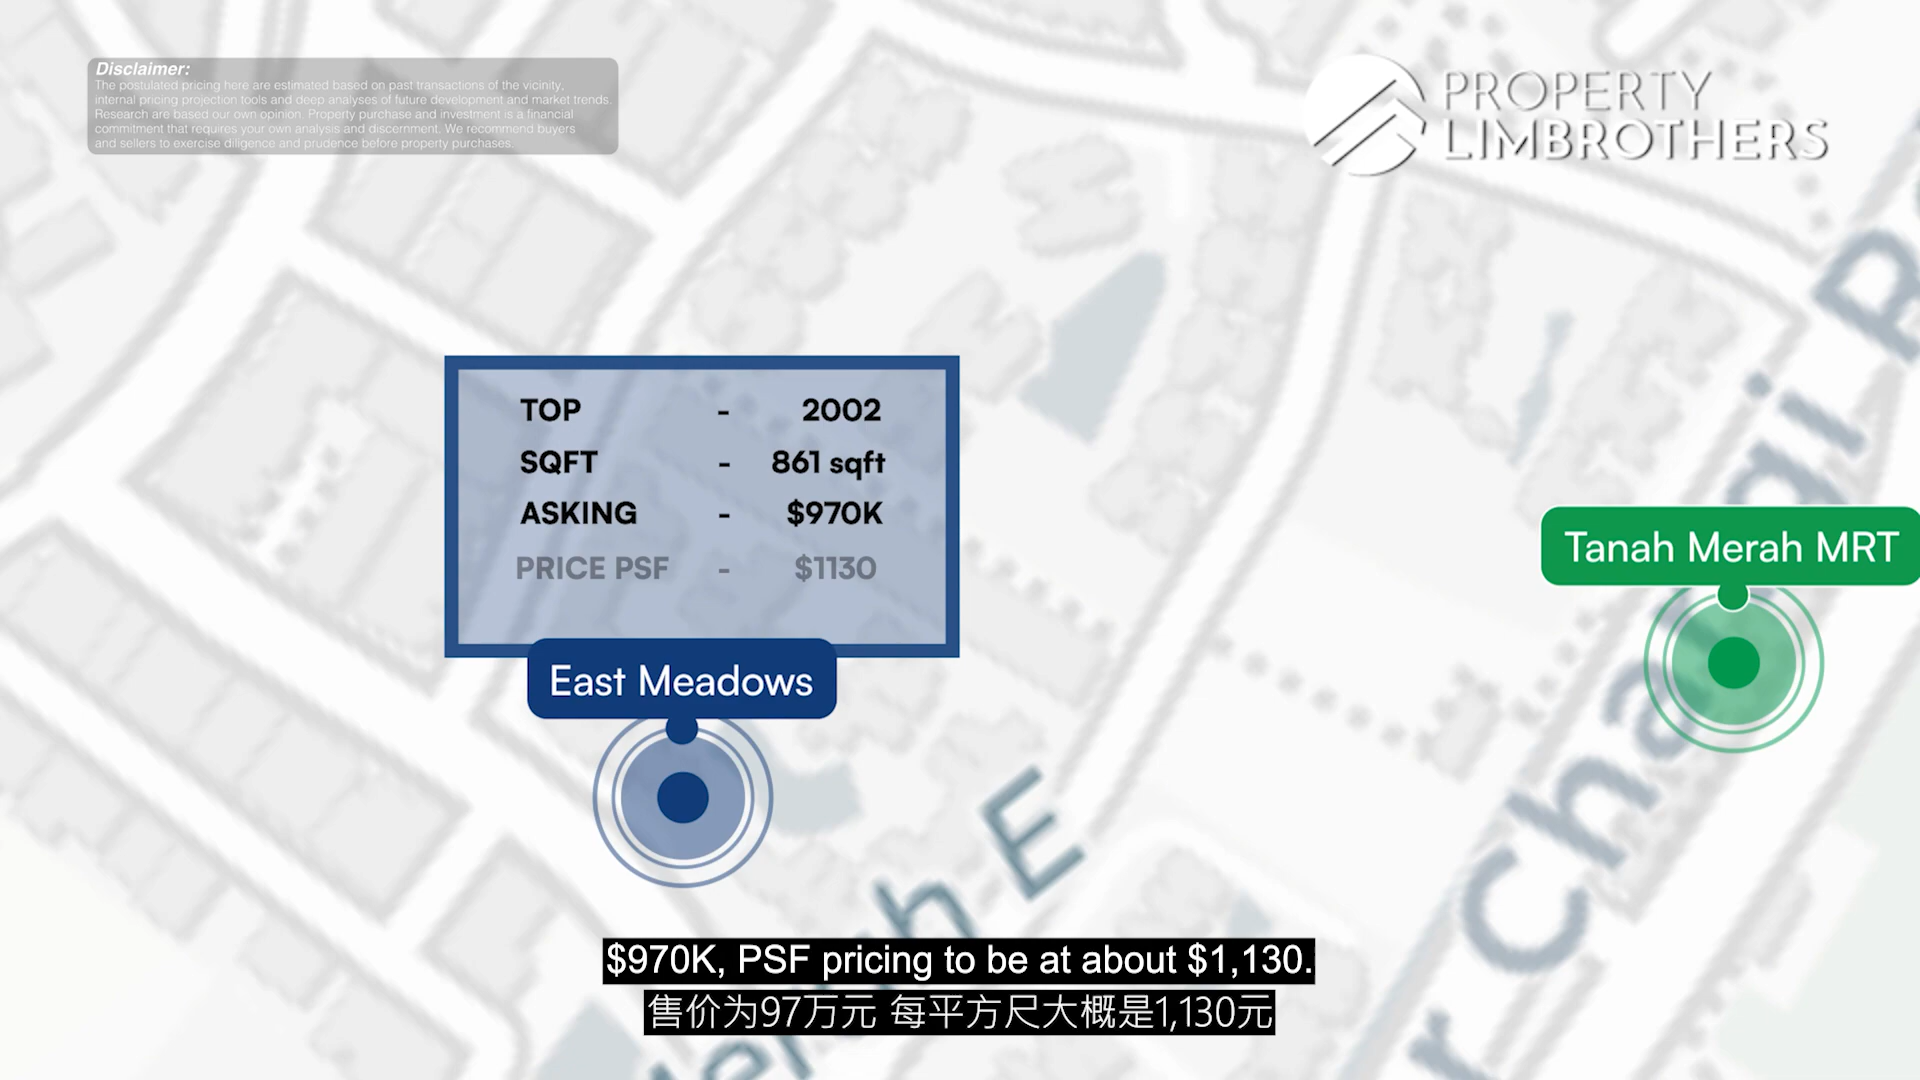 Disclaimer:
The postulated pricing here are estimated based on past transactions of the vicinity,
internal pricing projection tools and deep analyses of future development and market trends.
Research are based our own opinion. Property purchase and investment is a financial
commitment that requires your own analysis and discernment. We recommend buyers
and sellers to exercise diligence and prudence before property purchases.
PROPERTY
LIMBROTHERS
TOP - 2002
SQFT - 861 sqft
ASKING - $970K
PRICE PSF - $1130
Tanah Merah MRT
East Meadows
$970K, PSF pricing to be at about $1,130.
售价为97万元 每平方尺大概是1,130元